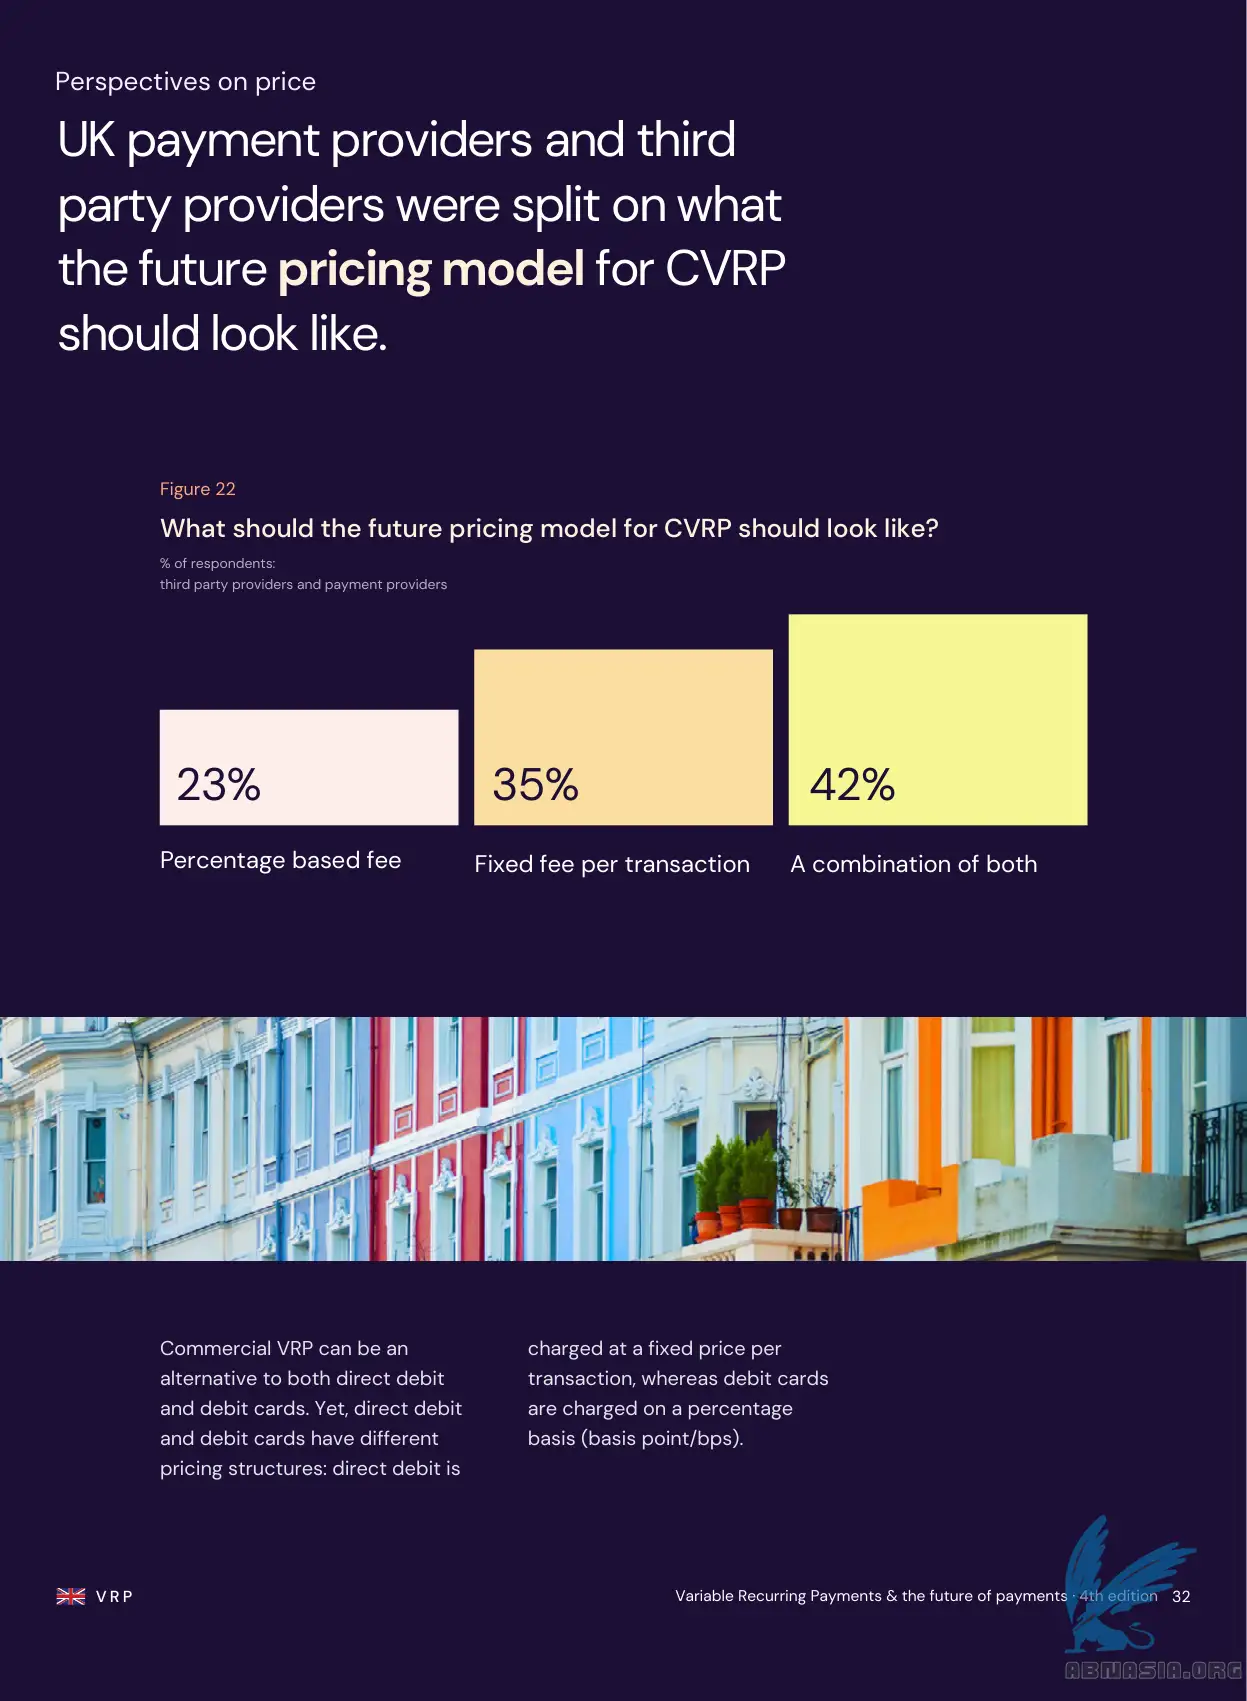 Perspectives on price
UK payment providers and third
party providers were split on what
the future pricing model for CVRP
should look like.
Figure 22
What should the future pricing model for CVRP should look like?
% of respondents:
third party providers and payment providers
23%
35%
42%
Percentage based fee
Fixed fee per transaction
A combination of both
Commercial VRP can be an
alternative to both direct debit
and debit cards. Yet, direct debit
and debit cards have different
pricing structures: direct debit is
charged at a fixed price per
transaction, whereas debit cards
are charged on a percentage
basis (basis point/bps).
VRP
Variable Recurring Payments & the future of payments · 4th edition 32
ABNASIA.ORG